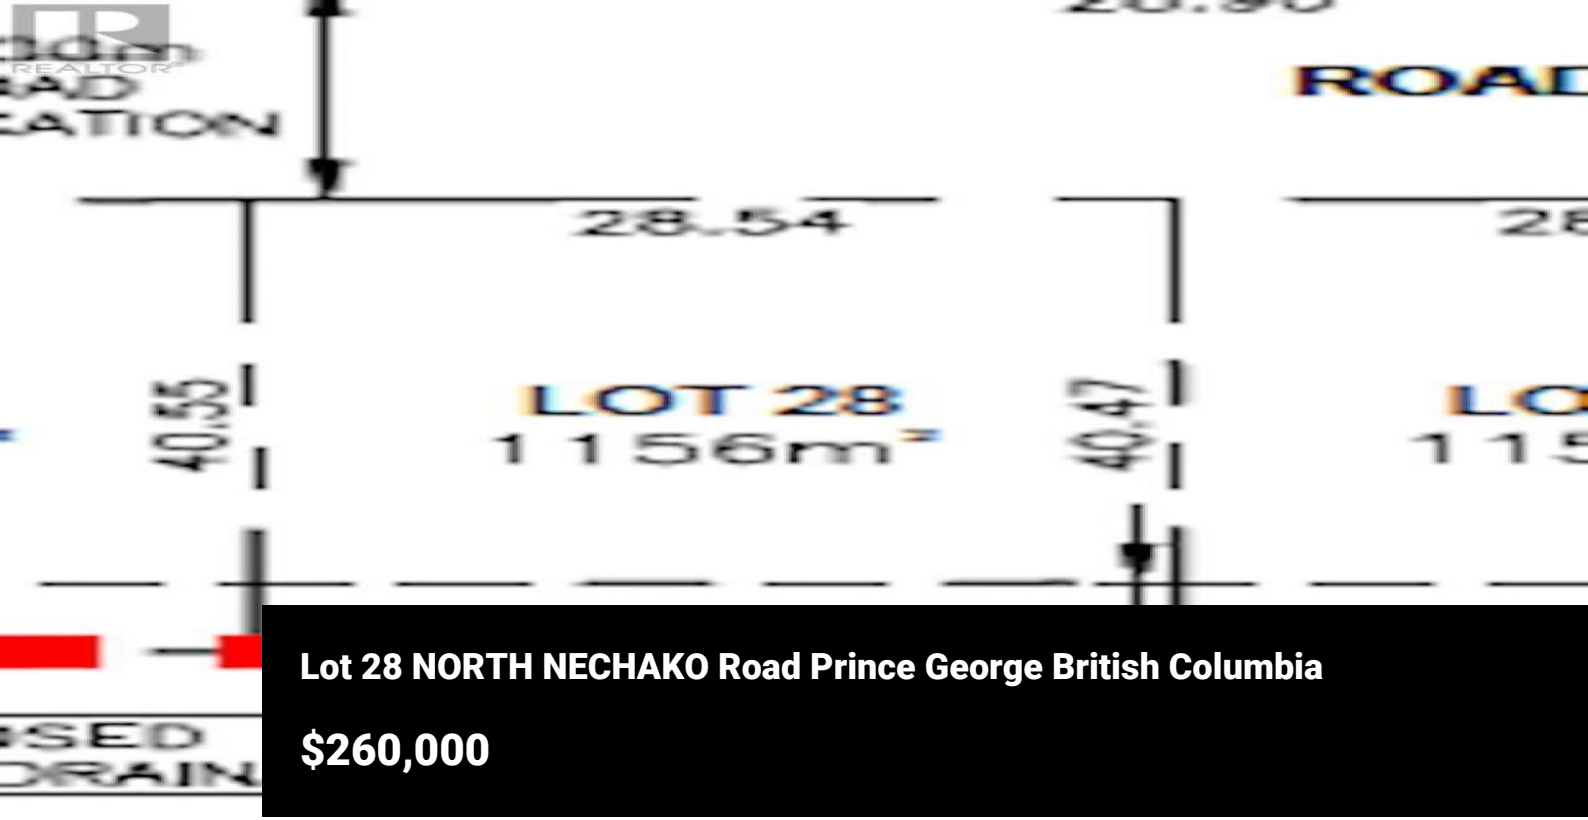 REALTOR®
ROAD
28.54
40.55
LOT 28
1156m²
40.47
Lot 28 NORTH NECHAKO Road Prince George British Columbia
$260,000